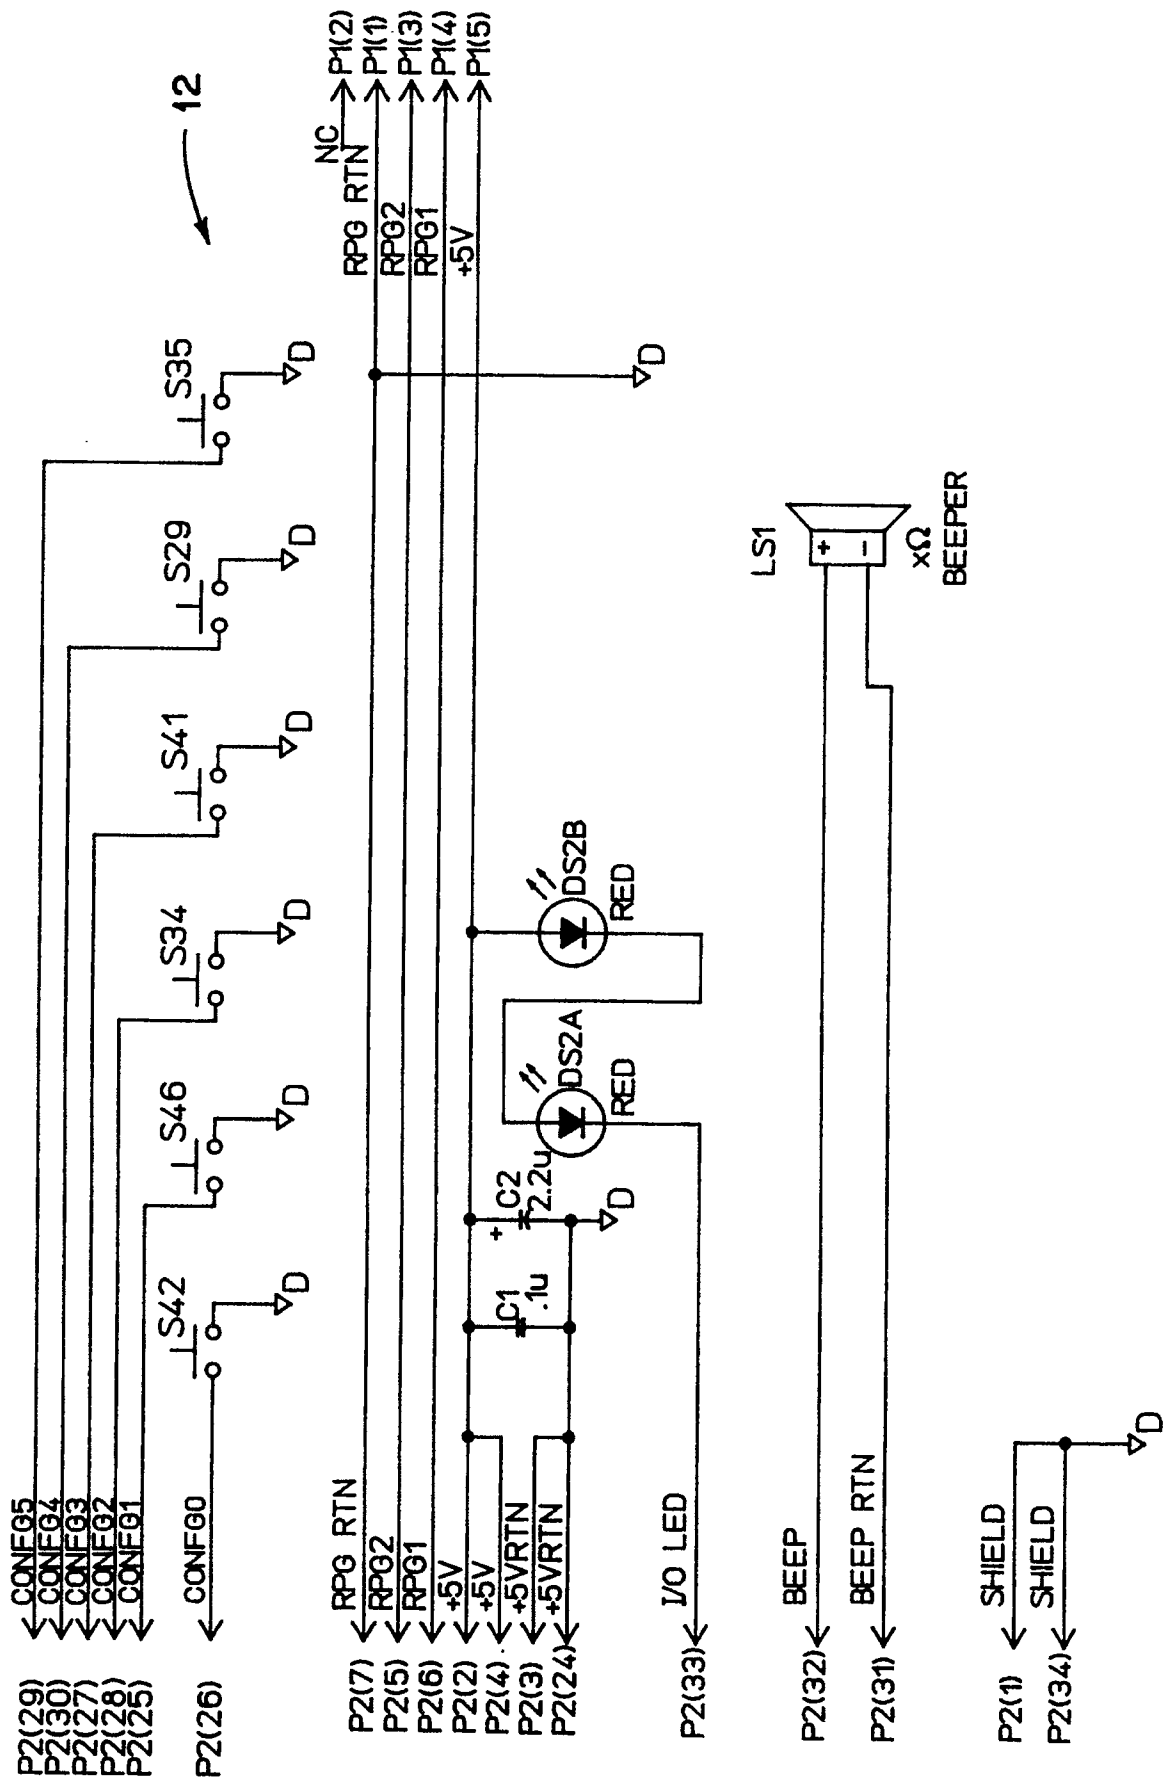 12
P2(29) CONFG5
P2(30) CONFG4
P2(27) CONFG3
P2(28) CONFG2
P2(25) CONFG1
P2(26) CONFG0
S42
D
S46
D
S34
D
S41
D
S29
D
S35
D
NC P1(2)
P2(7) RPG RTN RPG RTN P1(1)
P2(5) RPG2 RPG2 P1(3)
P2(6) RPG1 RPG1 P1(4)
P2(2) +5V +5V P1(5)
P2(4) +5V
P2(3) +5VRTN
P2(24) +5VRTN
C1
.1u
+
C2
2.2u
D
DS2A
RED
DS2B
RED
D
P2(33) I/O LED
P2(32) BEEP
P2(31) BEEP RTN
LS1
+
-
xΩ
BEEPER
P2(1) SHIELD
P2(34) SHIELD
D